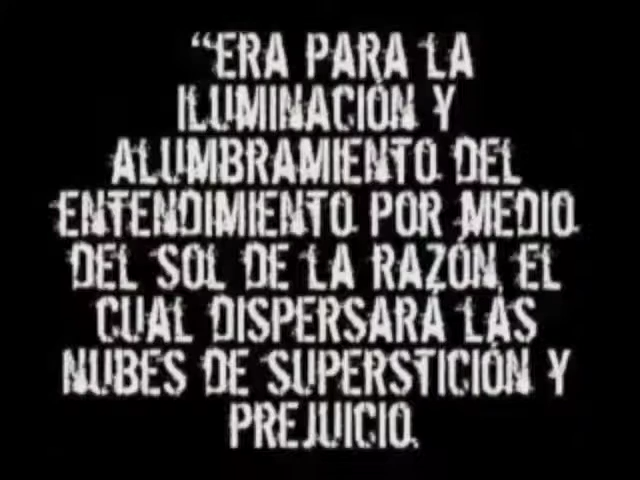 “ERA PARA LA
ILUMINACIÓN Y
ALUMBRAMIENTO DEL
ENTENDIMIENTO POR MEDIO
DEL SOL DE LA RAZÓN, EL
CUAL DISPERSARÁ LAS
NUBES DE SUPERSTICIÓN Y
PREJUICIO.